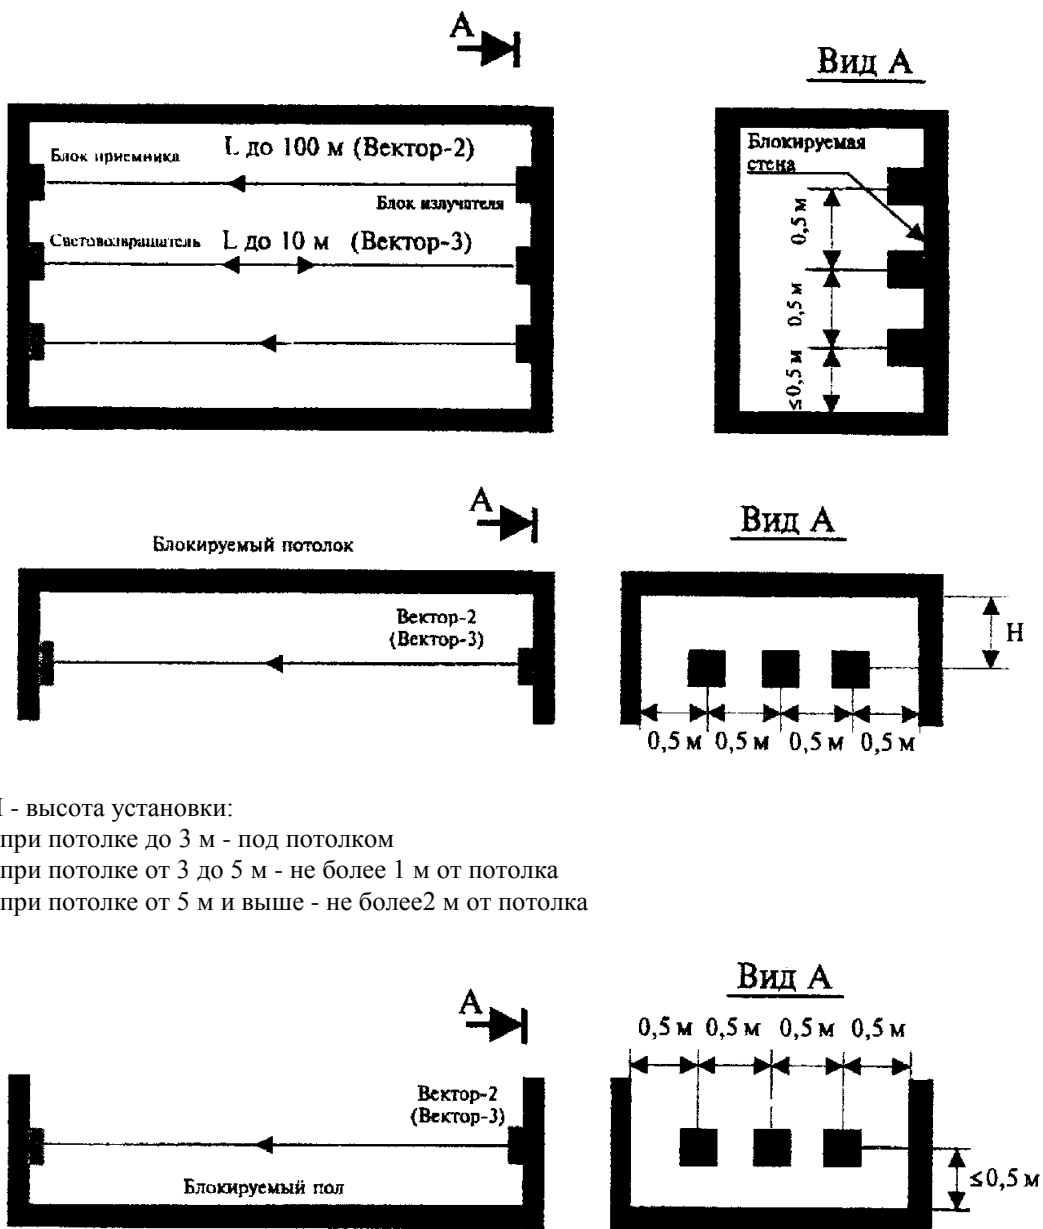 А
Вид А
Блок приемника
L до 100 м (Вектор-2)
Блок излучателя
Световозвращатель
L до 10 м (Вектор-3)
Блокируемая
стена
0,5 м
0,5 м
≤0,5 м
А
Вид А
Блокируемый потолок
Вектор-2
(Вектор-3)
Н
0,5 м 0,5 м 0,5 м 0,5 м
- высота установки:
при потолке до 3 м - под потолком
при потолке от 3 до 5 м - не более 1 м от потолка
при потолке от 5 м и выше - не более2 м от потолка
Вид А
А
0,5 м 0,5 м 0,5 м 0,5 м
Вектор-2
(Вектор-3)
≤0,5 м
Блокируемый пол